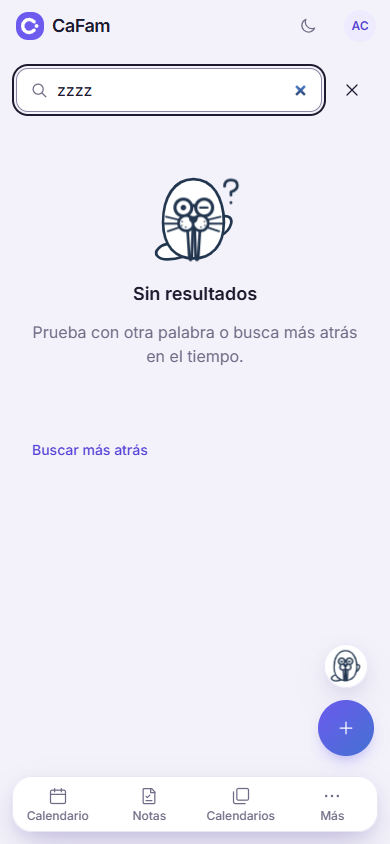 CaFam
AC
zzzz
?
Sin resultados
Prueba con otra palabra o busca más atrás
en el tiempo.
Buscar más atrás
Calendario
Notas
Calendarios
Más